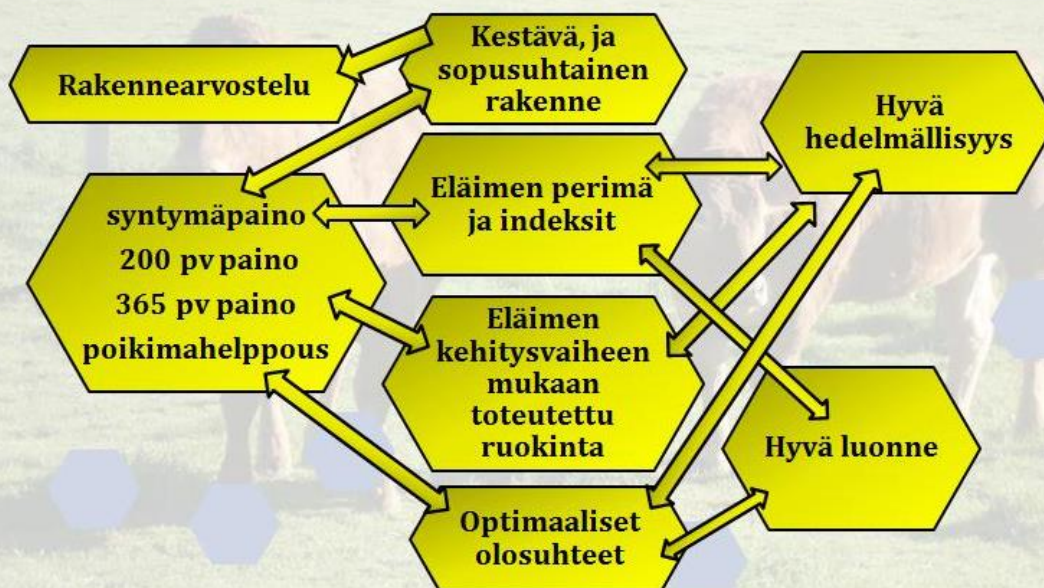 Rakennearvostelu
Kestävä, ja
sopusuhtainen
rakenne
Hyvä
hedelmällisyys
syntymäpaino
200 pv paino
365 pv paino
poikimahelppous
Eläimen perimä
ja indeksit
Eläimen
kehitysvaiheen
mukaan
toteutettu
ruokinta
Hyvä luonne
Optimaaliset
olosuhteet